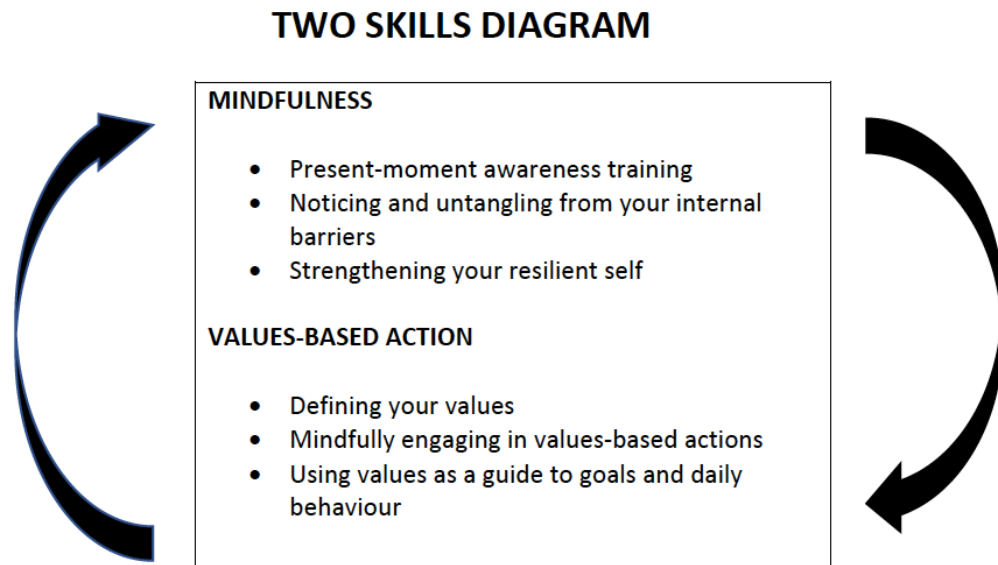 TWO SKILLS DIAGRAM
MINDFULNESS
• Present-moment awareness training
• Noticing and untangling from your internal
barriers
• Strengthening your resilient self
VALUES-BASED ACTION
• Defining your values
• Mindfully engaging in values-based actions
• Using values as a guide to goals and daily
behaviour